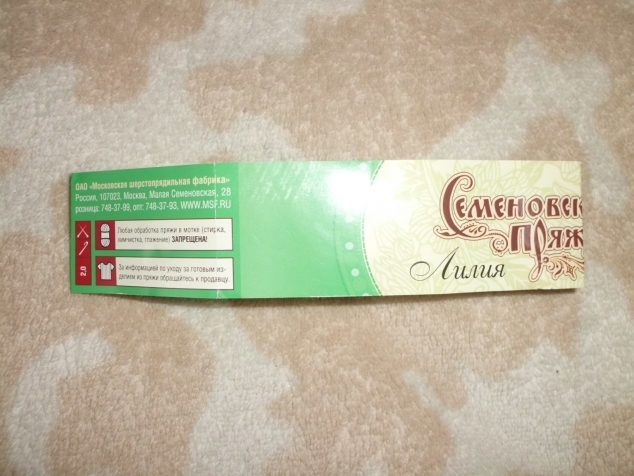 ОАО «Московская шерстопрядильная фабрика»
Россия, 107023, Москва, Малая Семеновская, 28
розница: 748-37-99, опт: 748-37-93, WWW.MSF.RU
Любая обработка пряжи в мотке (стирка,
химчистка, глажение) ЗАПРЕЩЕНА!
2.0
За информацией по уходу за готовым из-
делием из пряжи обращайтесь к продавцу.
Семеновск
Пряж
Лилия